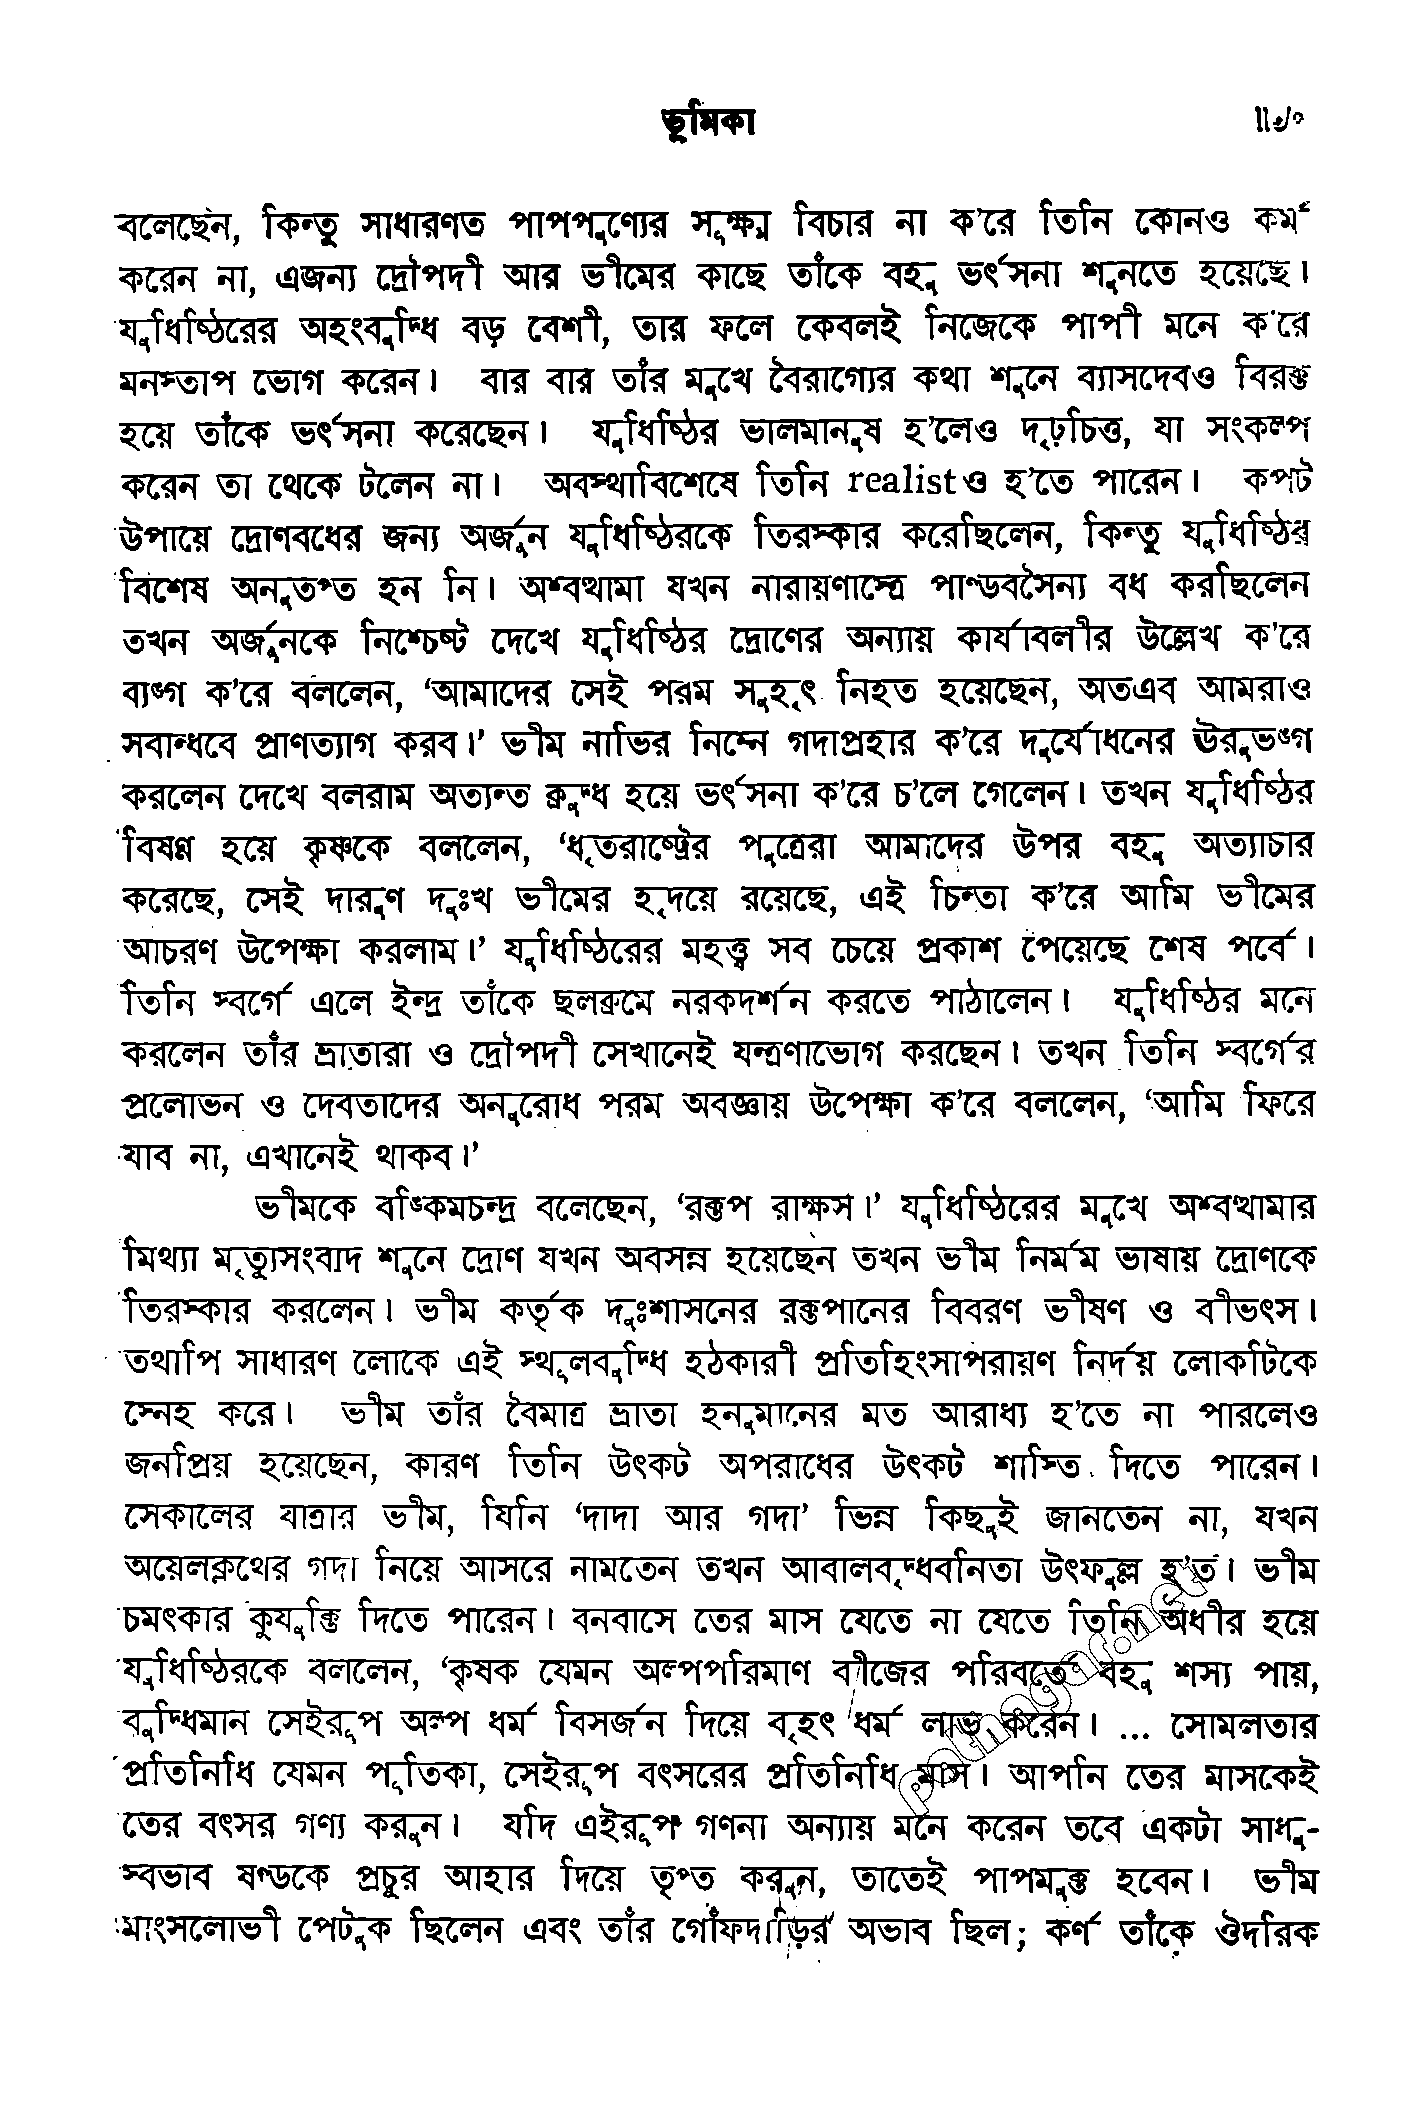 ভূমিকা ॥৵০
বলেছেন, কিন্তু সাধারণত পাপপুণ্যের সূক্ষ্ম বিচার না ক'রে তিনি কোনও কর্ম
করেন না, এজন্য দ্রৌপদী আর ভীমের কাছে তাঁকে বহু ভর্ৎসনা শুনতে হয়েছে।
যুধিষ্ঠিরের অহংবুদ্ধি বড় বেশী, তার ফলে কেবলই নিজেকে পাপী মনে ক'রে
মনস্তাপ ভোগ করেন। বার বার তাঁর মুখে বৈরাগ্যের কথা শুনে ব্যাসদেবও বিরক্ত
হয়ে তাঁকে ভর্ৎসনা করেছেন। যুধিষ্ঠির ভালমানুষ হ'লেও দৃঢ়চিত্ত, যা সংকল্প
করেন তা থেকে টলেন না। অবস্থাবিশেষে তিনি realistও হ'তে পারেন। কপট
উপায়ে দ্রোণবধের জন্য অর্জুন যুধিষ্ঠিরকে তিরস্কার করেছিলেন, কিন্তু যুধিষ্ঠির
বিশেষ অনুতপ্ত হন নি। অশ্বত্থামা যখন নারায়ণাস্ত্রে পাণ্ডবসৈন্য বধ করছিলেন
তখন অর্জুনকে নিশ্চেষ্ট দেখে যুধিষ্ঠির দ্রোণের অন্যায় কার্যাবলীর উল্লেখ ক'রে
ব্যঙ্গ ক'রে বললেন, ‘আমাদের সেই পরম সুহৃৎ নিহত হয়েছেন, অতএব আমরাও
সবান্ধবে প্রাণত্যাগ করব।’ ভীম নাভির নিম্নে গদাপ্রহার ক'রে দুর্যোধনের ঊরুভঙ্গ
করলেন দেখে বলরাম অত্যন্ত ক্রুদ্ধ হয়ে ভর্ৎসনা ক'রে চ'লে গেলেন। তখন যুধিষ্ঠির
বিষণ্ণ হয়ে কৃষ্ণকে বললেন, ‘ধৃতরাষ্ট্রের পুত্রেরা আমাদের উপর বহু অত্যাচার
করেছে, সেই দারুণ দুঃখ ভীমের হৃদয়ে রয়েছে, এই চিন্তা ক'রে আমি ভীমের
আচরণ উপেক্ষা করলাম।’ যুধিষ্ঠিরের মহত্ত্ব সব চেয়ে প্রকাশ পেয়েছে শেষ পর্বে।
তিনি স্বর্গে এলে ইন্দ্র তাঁকে ছলক্রমে নরকদর্শন করতে পাঠালেন। যুধিষ্ঠির মনে
করলেন তাঁর ভ্রাতারা ও দ্রৌপদী সেখানেই যন্ত্রণাভোগ করছেন। তখন তিনি স্বর্গের
প্রলোভন ও দেবতাদের অনুরোধ পরম অবজ্ঞায় উপেক্ষা ক'রে বললেন, ‘আমি ফিরে
যাব না, এখানেই থাকব।’
ভীমকে বঙ্কিমচন্দ্র বলেছেন, ‘রক্তপ রাক্ষস।’ যুধিষ্ঠিরের মুখে অশ্বত্থামার
মিথ্যা মৃত্যুসংবাদ শুনে দ্রোণ যখন অবসন্ন হয়েছেন তখন ভীম নির্মম ভাষায় দ্রোণকে
তিরস্কার করলেন। ভীম কর্তৃক দুঃশাসনের রক্তপানের বিবরণ ভীষণ ও বীভৎস।
তথাপি সাধারণ লোকে এই স্থূলবুদ্ধি হঠকারী প্রতিহিংসাপরায়ণ নির্দয় লোকটিকে
স্নেহ করে। ভীম তাঁর বৈমাত্র ভ্রাতা হনুমানের মত আরাধ্য হ'তে না পারলেও
জনপ্রিয় হয়েছেন, কারণ তিনি উৎকট অপরাধের উৎকট শাস্তি দিতে পারেন।
সেকালের যাত্রার ভীম, যিনি ‘দাদা আর গদা’ ভিন্ন কিছুই জানতেন না, যখন
অয়েলক্লথের গদা নিয়ে আসরে নামতেন তখন আবালবৃদ্ধবনিতা উৎফুল্ল হ'ত। ভীম
চমৎকার কুযুক্তি দিতে পারেন। বনবাসে তের মাস যেতে না যেতে তিনি অধীর হয়ে
যুধিষ্ঠিরকে বললেন, ‘কৃষক যেমন অল্পপরিমাণ বীজের পরিবর্তে বহু শস্য পায়,
বুদ্ধিমান সেইরূপ অল্প ধর্ম বিসর্জন দিয়ে বৃহৎ ধর্ম লাভ করেন। ... সোমলতার
প্রতিনিধি যেমন পূতিকা, সেইরূপ বৎসরের প্রতিনিধি মাস। আপনি তের মাসকেই
তের বৎসর গণ্য করুন। যদি এইরূপ গণনা অন্যায় মনে করেন তবে একটা সাধু-
স্বভাব ষণ্ডকে প্রচুর আহার দিয়ে তৃপ্ত করুন, তাতেই পাপমুক্ত হবেন। ভীম
মাংসলোভী পেটুক ছিলেন এবং তাঁর গোঁফদাড়ির অভাব ছিল; কর্ণ তাঁকে ঔদরিক
pathagar.net